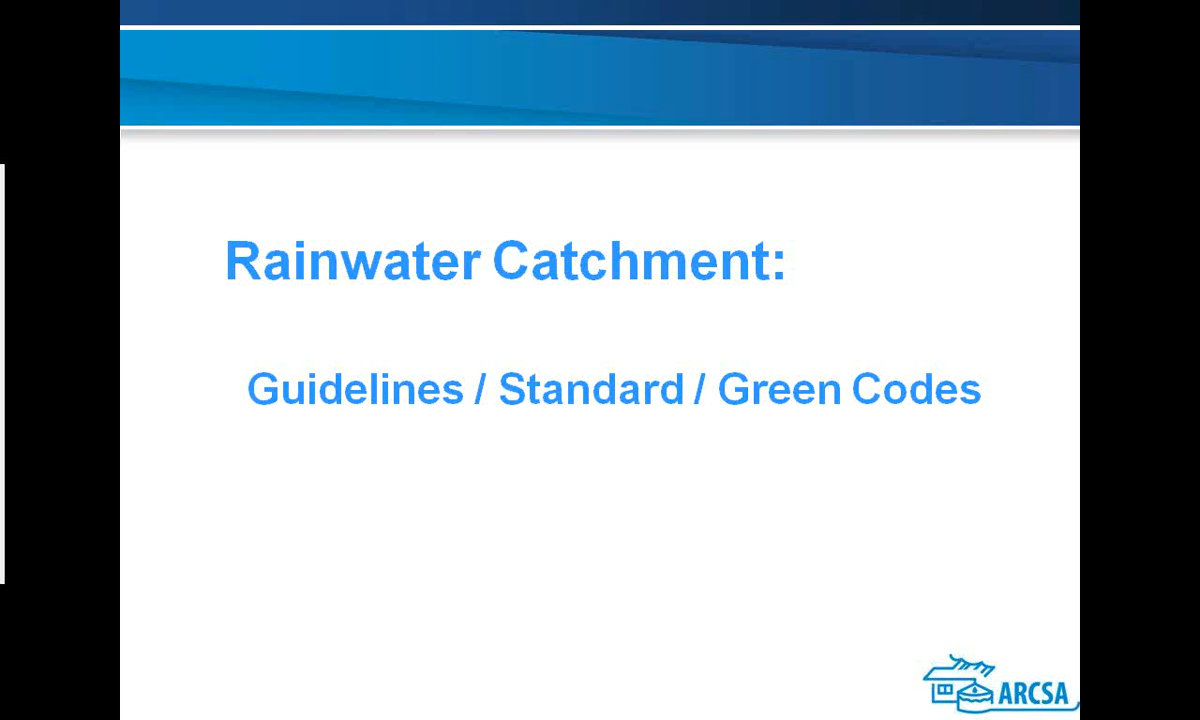 Rainwater Catchment:
Guidelines / Standard / Green Codes
ARCSA